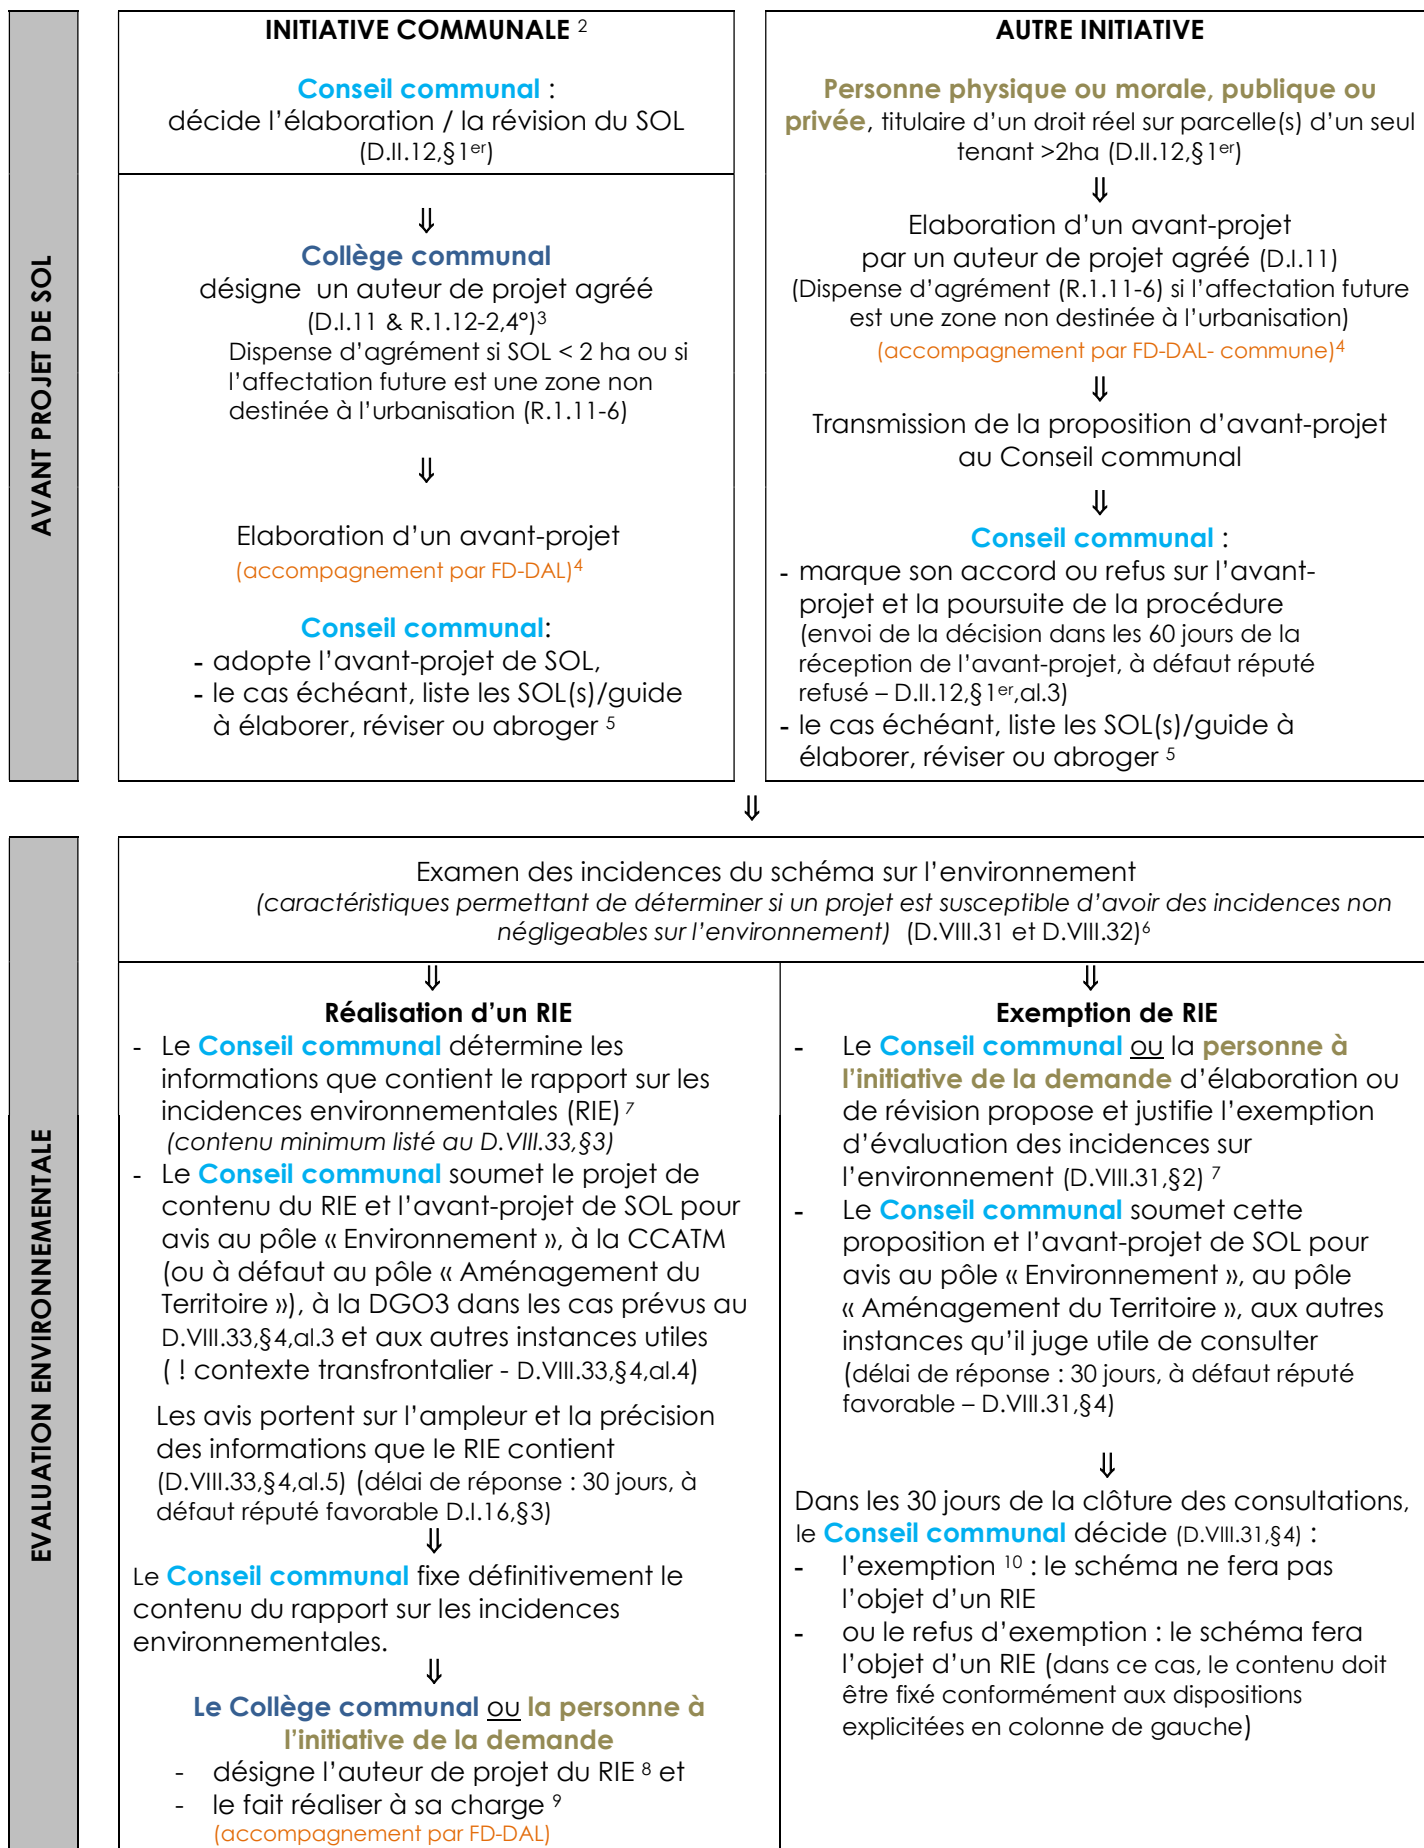 AVANT PROJET DE SOL
INITIATIVE COMMUNALE 2
Conseil communal :
décide l’élaboration / la révision du SOL
(D.II.12,§1er)
⇓
Collège communal
désigne un auteur de projet agréé
(D.I.11 & R.1.12-2,4°)3
Dispense d’agrément si SOL < 2 ha ou si
l’affectation future est une zone non
destinée à l’urbanisation (R.1.11-6)
⇓
Elaboration d’un avant-projet
(accompagnement par FD-DAL)4
Conseil communal:
- adopte l’avant-projet de SOL,
- le cas échéant, liste les SOL(s)/guide
à élaborer, réviser ou abroger 5
AUTRE INITIATIVE
Personne physique ou morale, publique ou
privée, titulaire d’un droit réel sur parcelle(s) d’un seul
tenant >2ha (D.II.12,§1er)
⇓
Elaboration d’un avant-projet
par un auteur de projet agréé (D.I.11)
(Dispense d’agrément (R.1.11-6) si l’affectation future
est une zone non destinée à l’urbanisation)
(accompagnement par FD-DAL- commune)4
⇓
Transmission de la proposition d’avant-projet
au Conseil communal
⇓
Conseil communal :
- marque son accord ou refus sur l’avant-
projet et la poursuite de la procédure
(envoi de la décision dans les 60 jours de la
réception de l’avant-projet, à défaut réputé
refusé – D.II.12,§1er,al.3)
- le cas échéant, liste les SOL(s)/guide à
élaborer, réviser ou abroger 5
⇓
EVALUATION ENVIRONNEMENTALE
Examen des incidences du schéma sur l’environnement
(caractéristiques permettant de déterminer si un projet est susceptible d’avoir des incidences non
négligeables sur l’environnement) (D.VIII.31 et D.VIII.32)6
⇓
Réalisation d’un RIE
- Le Conseil communal détermine les
informations que contient le rapport sur les
incidences environnementales (RIE) 7
(contenu minimum listé au D.VIII.33,§3)
- Le Conseil communal soumet le projet de
contenu du RIE et l’avant-projet de SOL pour
avis au pôle « Environnement », à la CCATM
(ou à défaut au pôle « Aménagement du
Territoire »), à la DGO3 dans les cas prévus au
D.VIII.33,§4,al.3 et aux autres instances utiles
( ! contexte transfrontalier - D.VIII.33,§4,al.4)
Les avis portent sur l’ampleur et la précision
des informations que le RIE contient
(D.VIII.33,§4,al.5) (délai de réponse : 30 jours, à
défaut réputé favorable D.I.16,§3)
⇓
Le Conseil communal fixe définitivement le
contenu du rapport sur les incidences
environnementales.
⇓
Le Collège communal ou la personne à
l’initiative de la demande
- désigne l’auteur de projet du RIE 8 et
- le fait réaliser à sa charge 9
(accompagnement par FD-DAL)
⇓
Exemption de RIE
- Le Conseil communal ou la personne à
l’initiative de la demande d’élaboration ou
de révision propose et justifie l’exemption
d’évaluation des incidences sur
l’environnement (D.VIII.31,§2) 7
- Le Conseil communal soumet cette
proposition et l’avant-projet de SOL pour
avis au pôle « Environnement », au pôle
« Aménagement du Territoire », aux autres
instances qu’il juge utile de consulter
(délai de réponse : 30 jours, à défaut réputé
favorable – D.VIII.31,§4)
⇓
Dans les 30 jours de la clôture des consultations,
le Conseil communal décide (D.VIII.31,§4) :
- l’exemption 10 : le schéma ne fera pas
l’objet d’un RIE
- ou le refus d’exemption : le schéma fera
l’objet d’un RIE (dans ce cas, le contenu doit
être fixé conformément aux dispositions
explicitées en colonne de gauche)